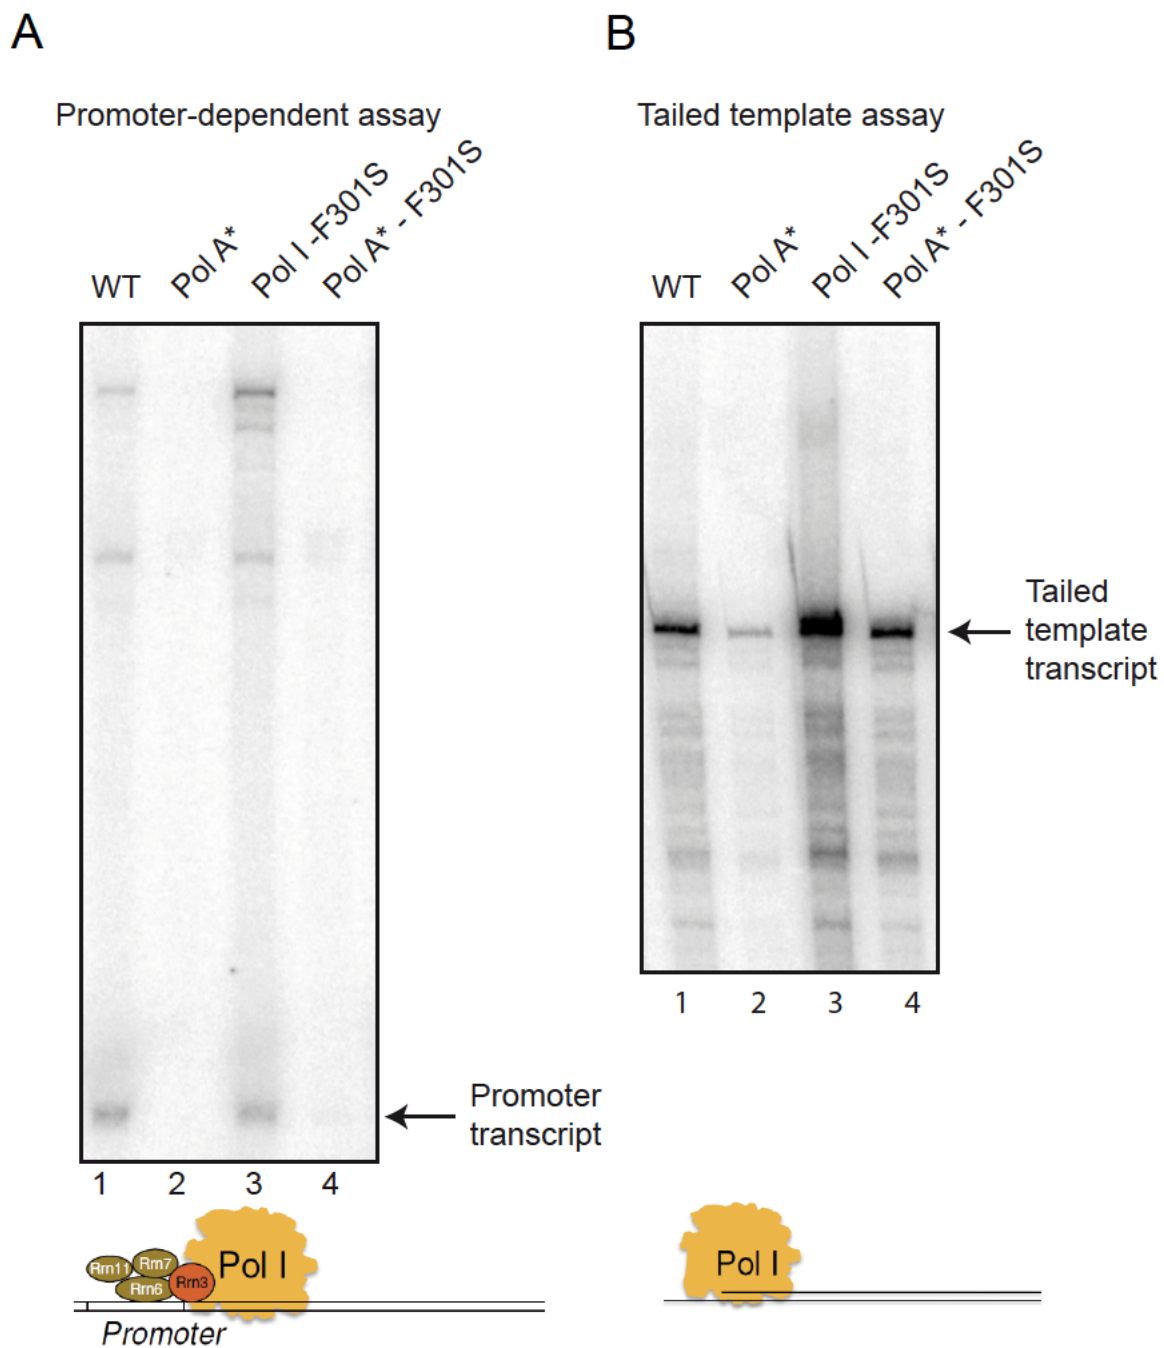 A
B
Promoter-dependent assay
Tailed template assay
WT
Pol A*
Pol I -F301S
Pol A* - F301S
WT
Pol A*
Pol I -F301S
Pol A* - F301S
Tailed
template
transcript
1 2 3 4
Promoter
transcript
1 2 3 4
Rrn11
Rrn7
Rrn6
Rrn3
Pol I
Promoter
Pol I